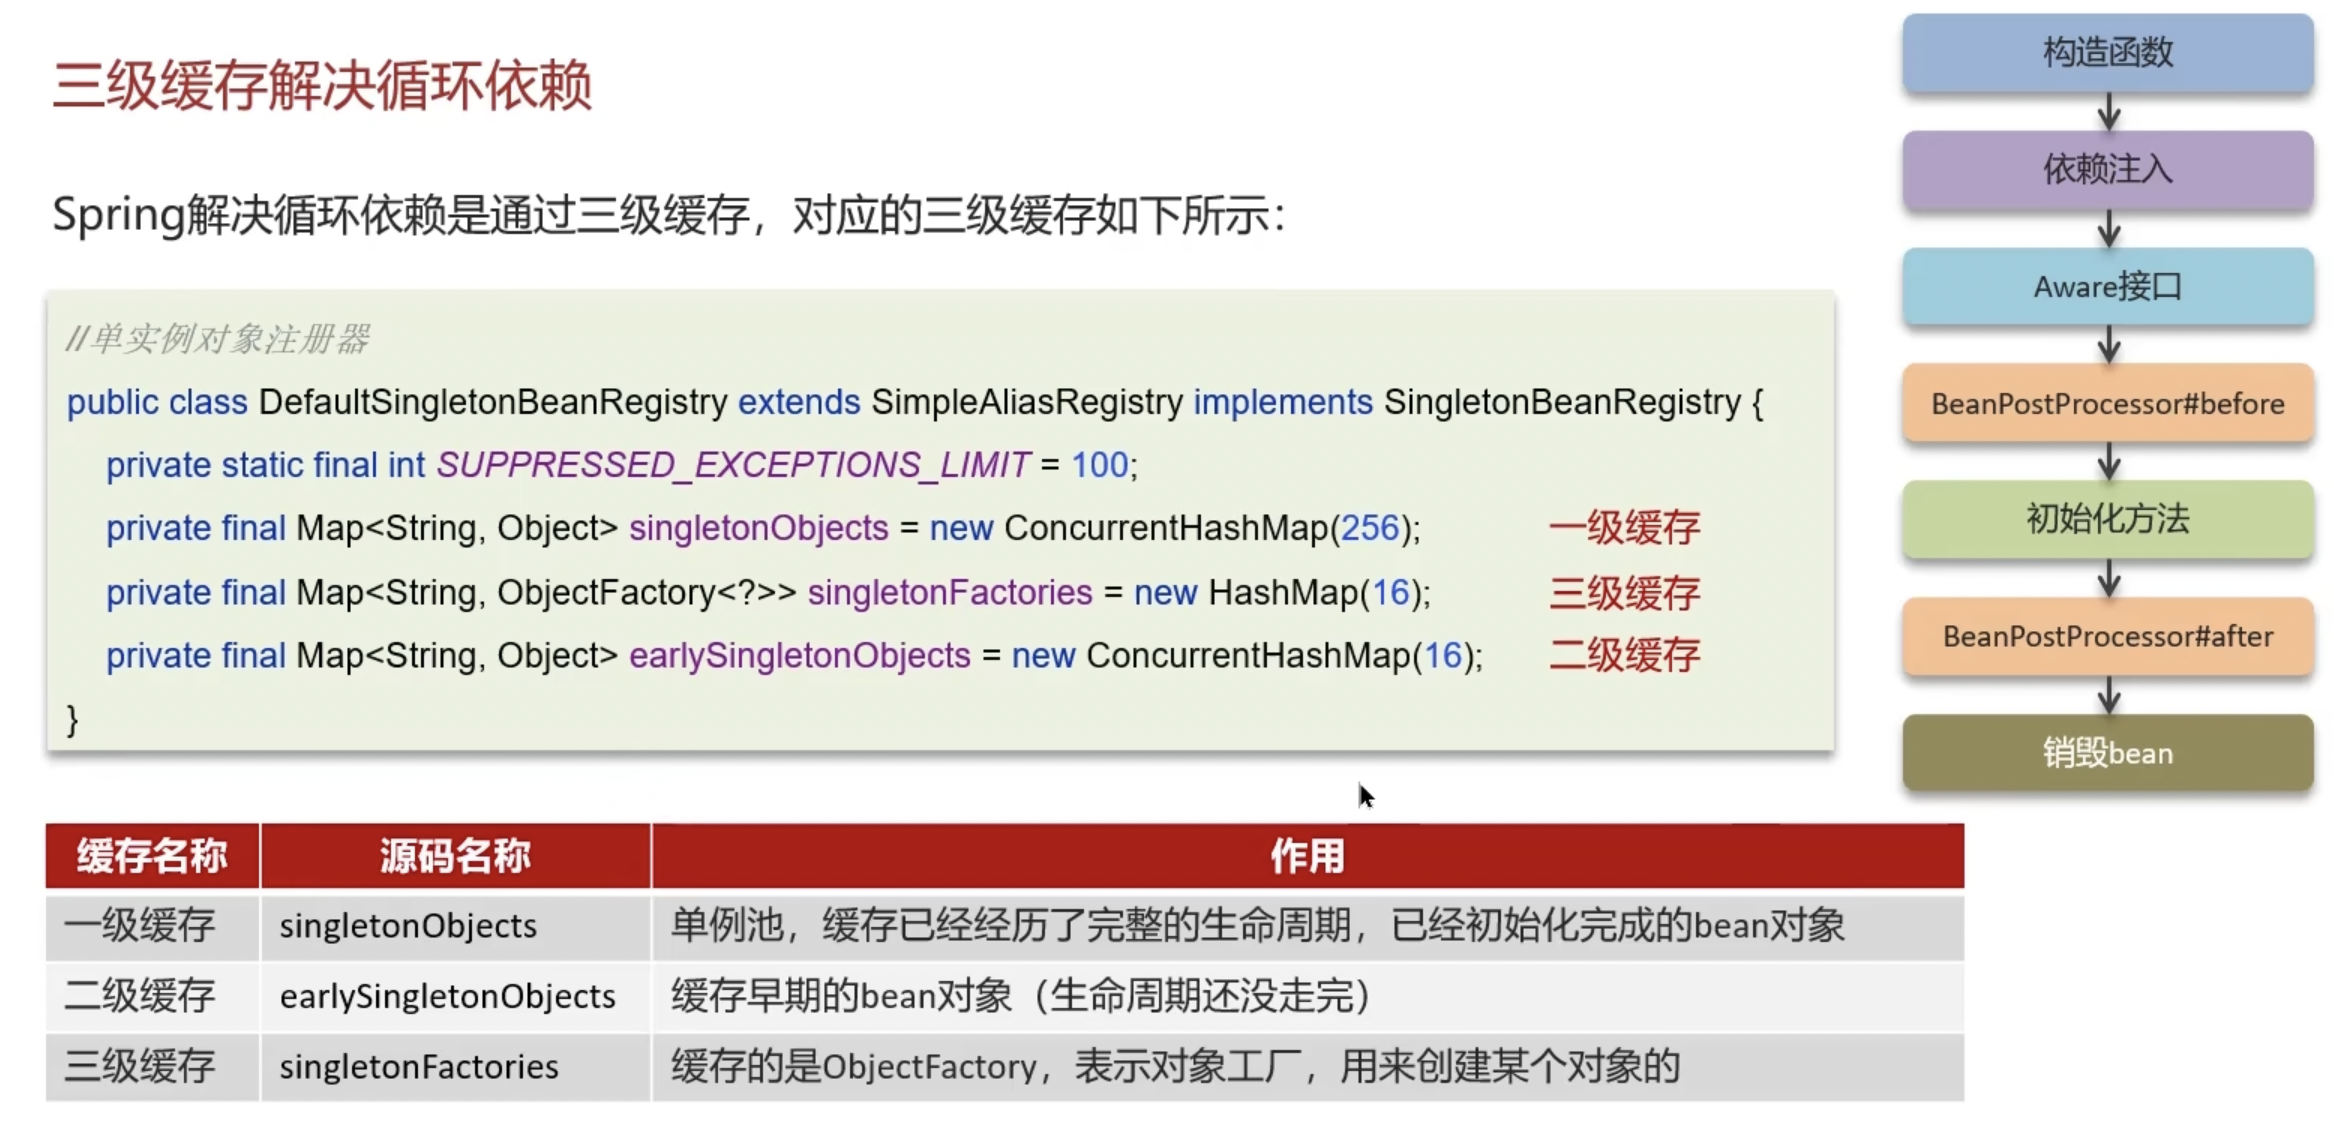 三级缓存解决循环依赖
Spring解决循环依赖是通过三级缓存，对应的三级缓存如下所示：
//单实例对象注册器
public class DefaultSingletonBeanRegistry extends SimpleAliasRegistry implements SingletonBeanRegistry {
private static final int SUPPRESSED_EXCEPTIONS_LIMIT = 100;
private final Map<String, Object> singletonObjects = new ConcurrentHashMap(256); 一级缓存
private final Map<String, ObjectFactory<?>> singletonFactories = new HashMap(16); 三级缓存
private final Map<String, Object> earlySingletonObjects = new ConcurrentHashMap(16); 二级缓存
}
构造函数
依赖注入
Aware接口
BeanPostProcessor#before
初始化方法
BeanPostProcessor#after
销毁bean
缓存名称 源码名称 作用
一级缓存 singletonObjects 单例池，缓存已经经历了完整的生命周期，已经初始化完成的bean对象
二级缓存 earlySingletonObjects 缓存早期的bean对象（生命周期还没走完）
三级缓存 singletonFactories 缓存的是ObjectFactory，表示对象工厂，用来创建某个对象的